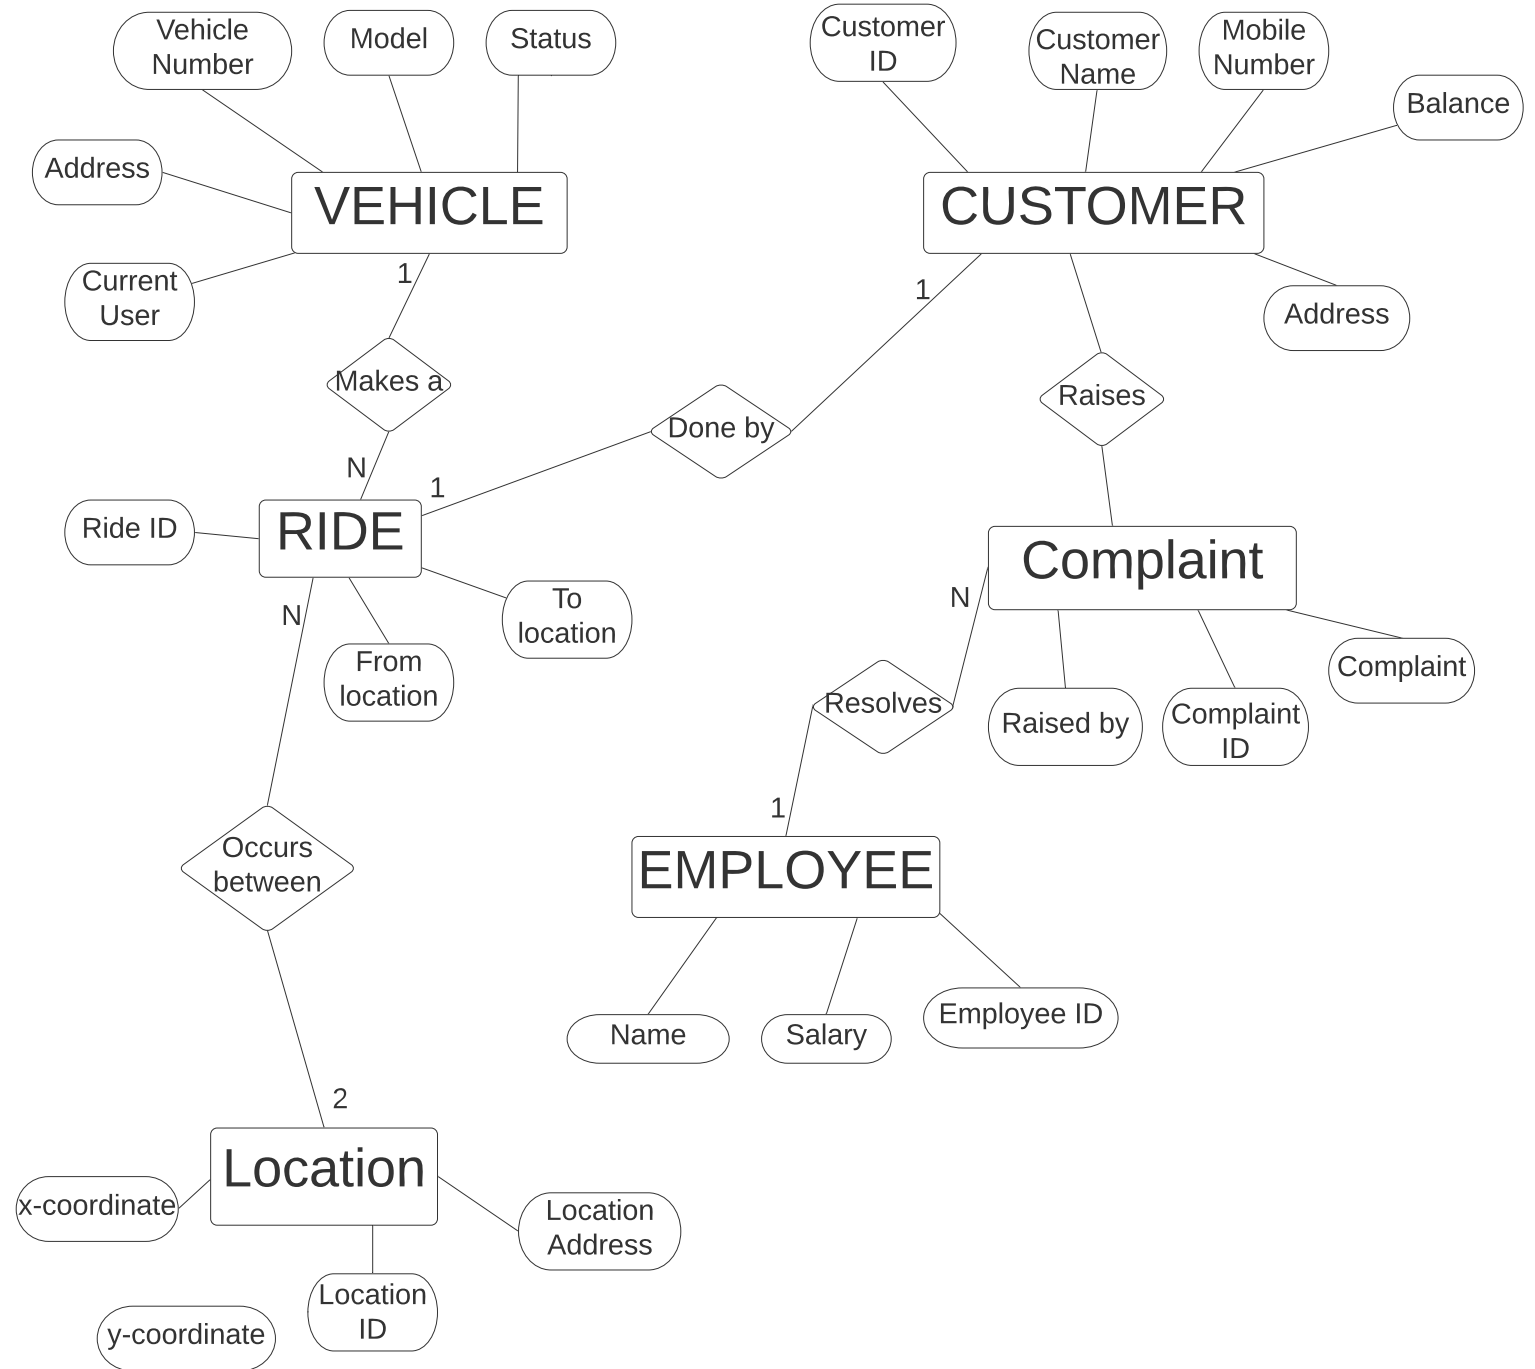 Vehicle
Number
Model
Status
Customer
ID
Customer
Name
Mobile
Number
Balance
Address
VEHICLE
CUSTOMER
Current
User
1
1
Address
Makes a
Raises
Done by
N
1
RIDE
Ride ID
Complaint
N
To
location
N
From
location
Complaint
Resolves
Raised by
Complaint
ID
1
Occurs
between
EMPLOYEE
Name
Salary
Employee ID
2
Location
x-coordinate
Location
Address
Location
ID
y-coordinate